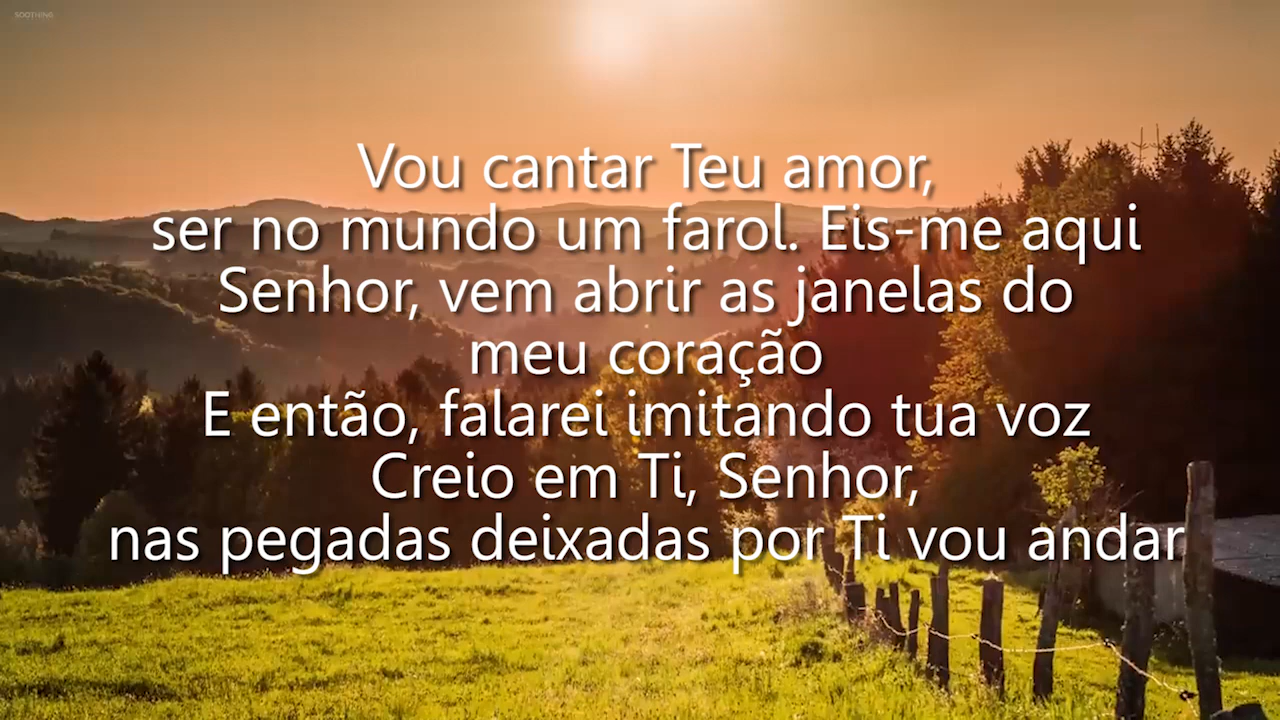 SOOTHING
Vou cantar Teu amor,
ser no mundo um farol. Eis-me aqui
Senhor, vem abrir as janelas do
meu coração
E então, falarei imitando tua voz
Creio em Ti, Senhor,
nas pegadas deixadas por Ti vou andar